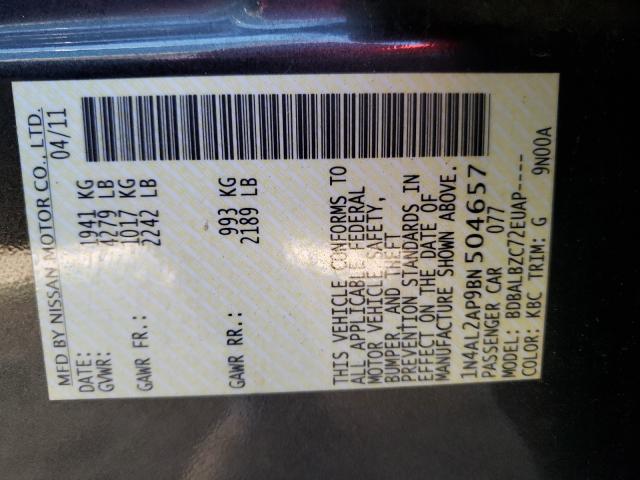 MFD BY NISSAN MOTOR CO., LTD.
DATE: 04/11
GVWR: 1941 KG
4279 LB
GAWR FR.: 1017 KG
2242 LB
GAWR RR.: 993 KG
2189 LB
THIS VEHICLE CONFORMS TO
ALL APPLICABLE FEDERAL
MOTOR VEHICLE SAFETY,
BUMPER, AND THEFT
PREVENTION STANDARDS IN
EFFECT ON THE DATE OF
MANUFACTURE SHOWN ABOVE.
1N4AL2AP9BN504657
PASSENGER CAR 077
MODEL: BDBALBZC72EUAP----
COLOR: KBC TRIM: G 9N00A